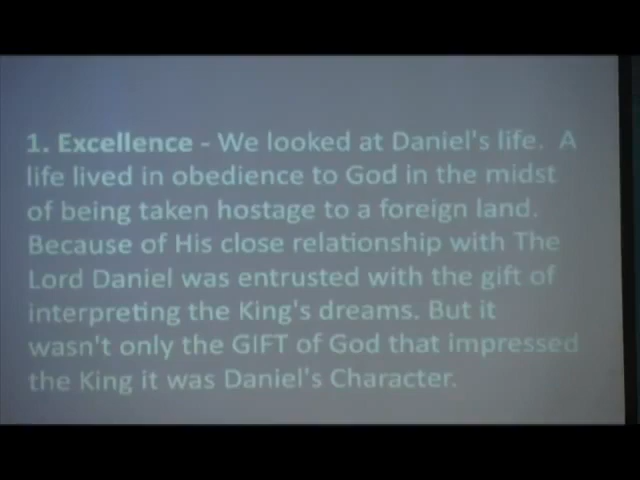 1. Excellence - We looked at Daniel's life.  A
life lived in obedience to God in the midst
of being taken hostage to a foreign land.
Because of His close relationship with The
Lord Daniel was entrusted with the gift of
interpreting the King's dreams. But it
wasn't only the GIFT of God that impressed
the King it was Daniel's Character.